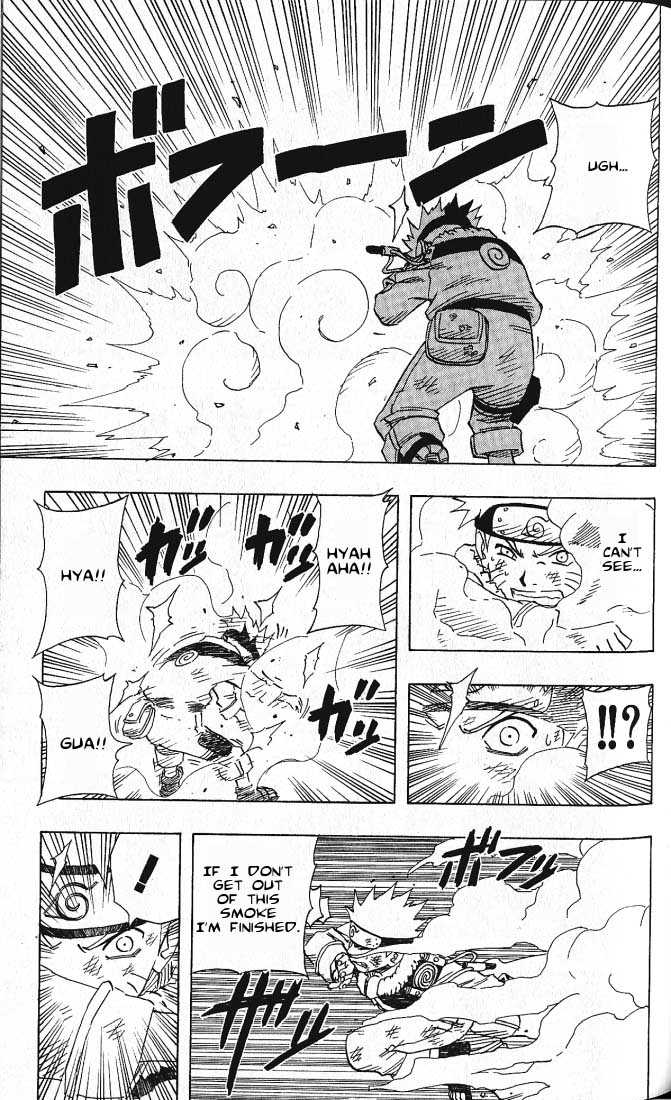 UGH...
ボフーン
I
CAN'T
SEE...
HYAH
AHA!!
ガッ
ガッ
HYA!!
GUA!!
ガッ
!!?
ボフッ
IF I DON'T
GET OUT
OF THIS
SMOKE
I'M FINISHED.
ザッ
!